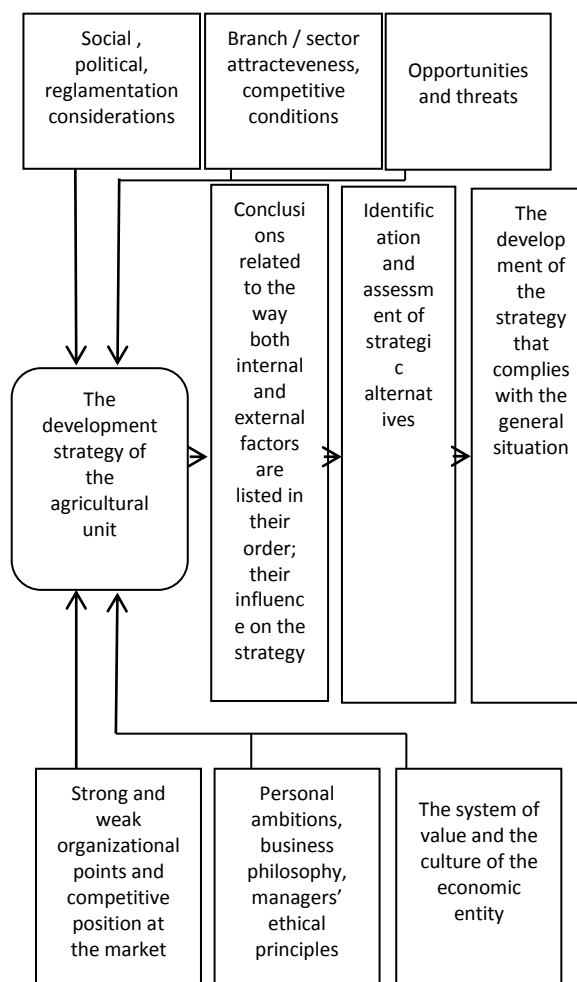 Social ,
political,
reglamentation
considerations
Branch / sector
attracteveness,
competitive
conditions
Opportunities
and threats
The
development
strategy of
the
agricultural
unit
Conclusi
ons
related to
the way
both
internal
and
external
factors
are
listed in
their
order;
their
influenc
e on the
strategy
Identific
ation
and
assessm
ent of
strategi
c
alternat
ives
The
develop
ment of
the
strategy
that
complies
with the
general
situation
Strong and
weak
organizational
points and
competitive
position at
the market
Personal
ambitions,
business
philosophy,
managers’
ethical
principles
The system of
value and the
culture of the
economic
entity